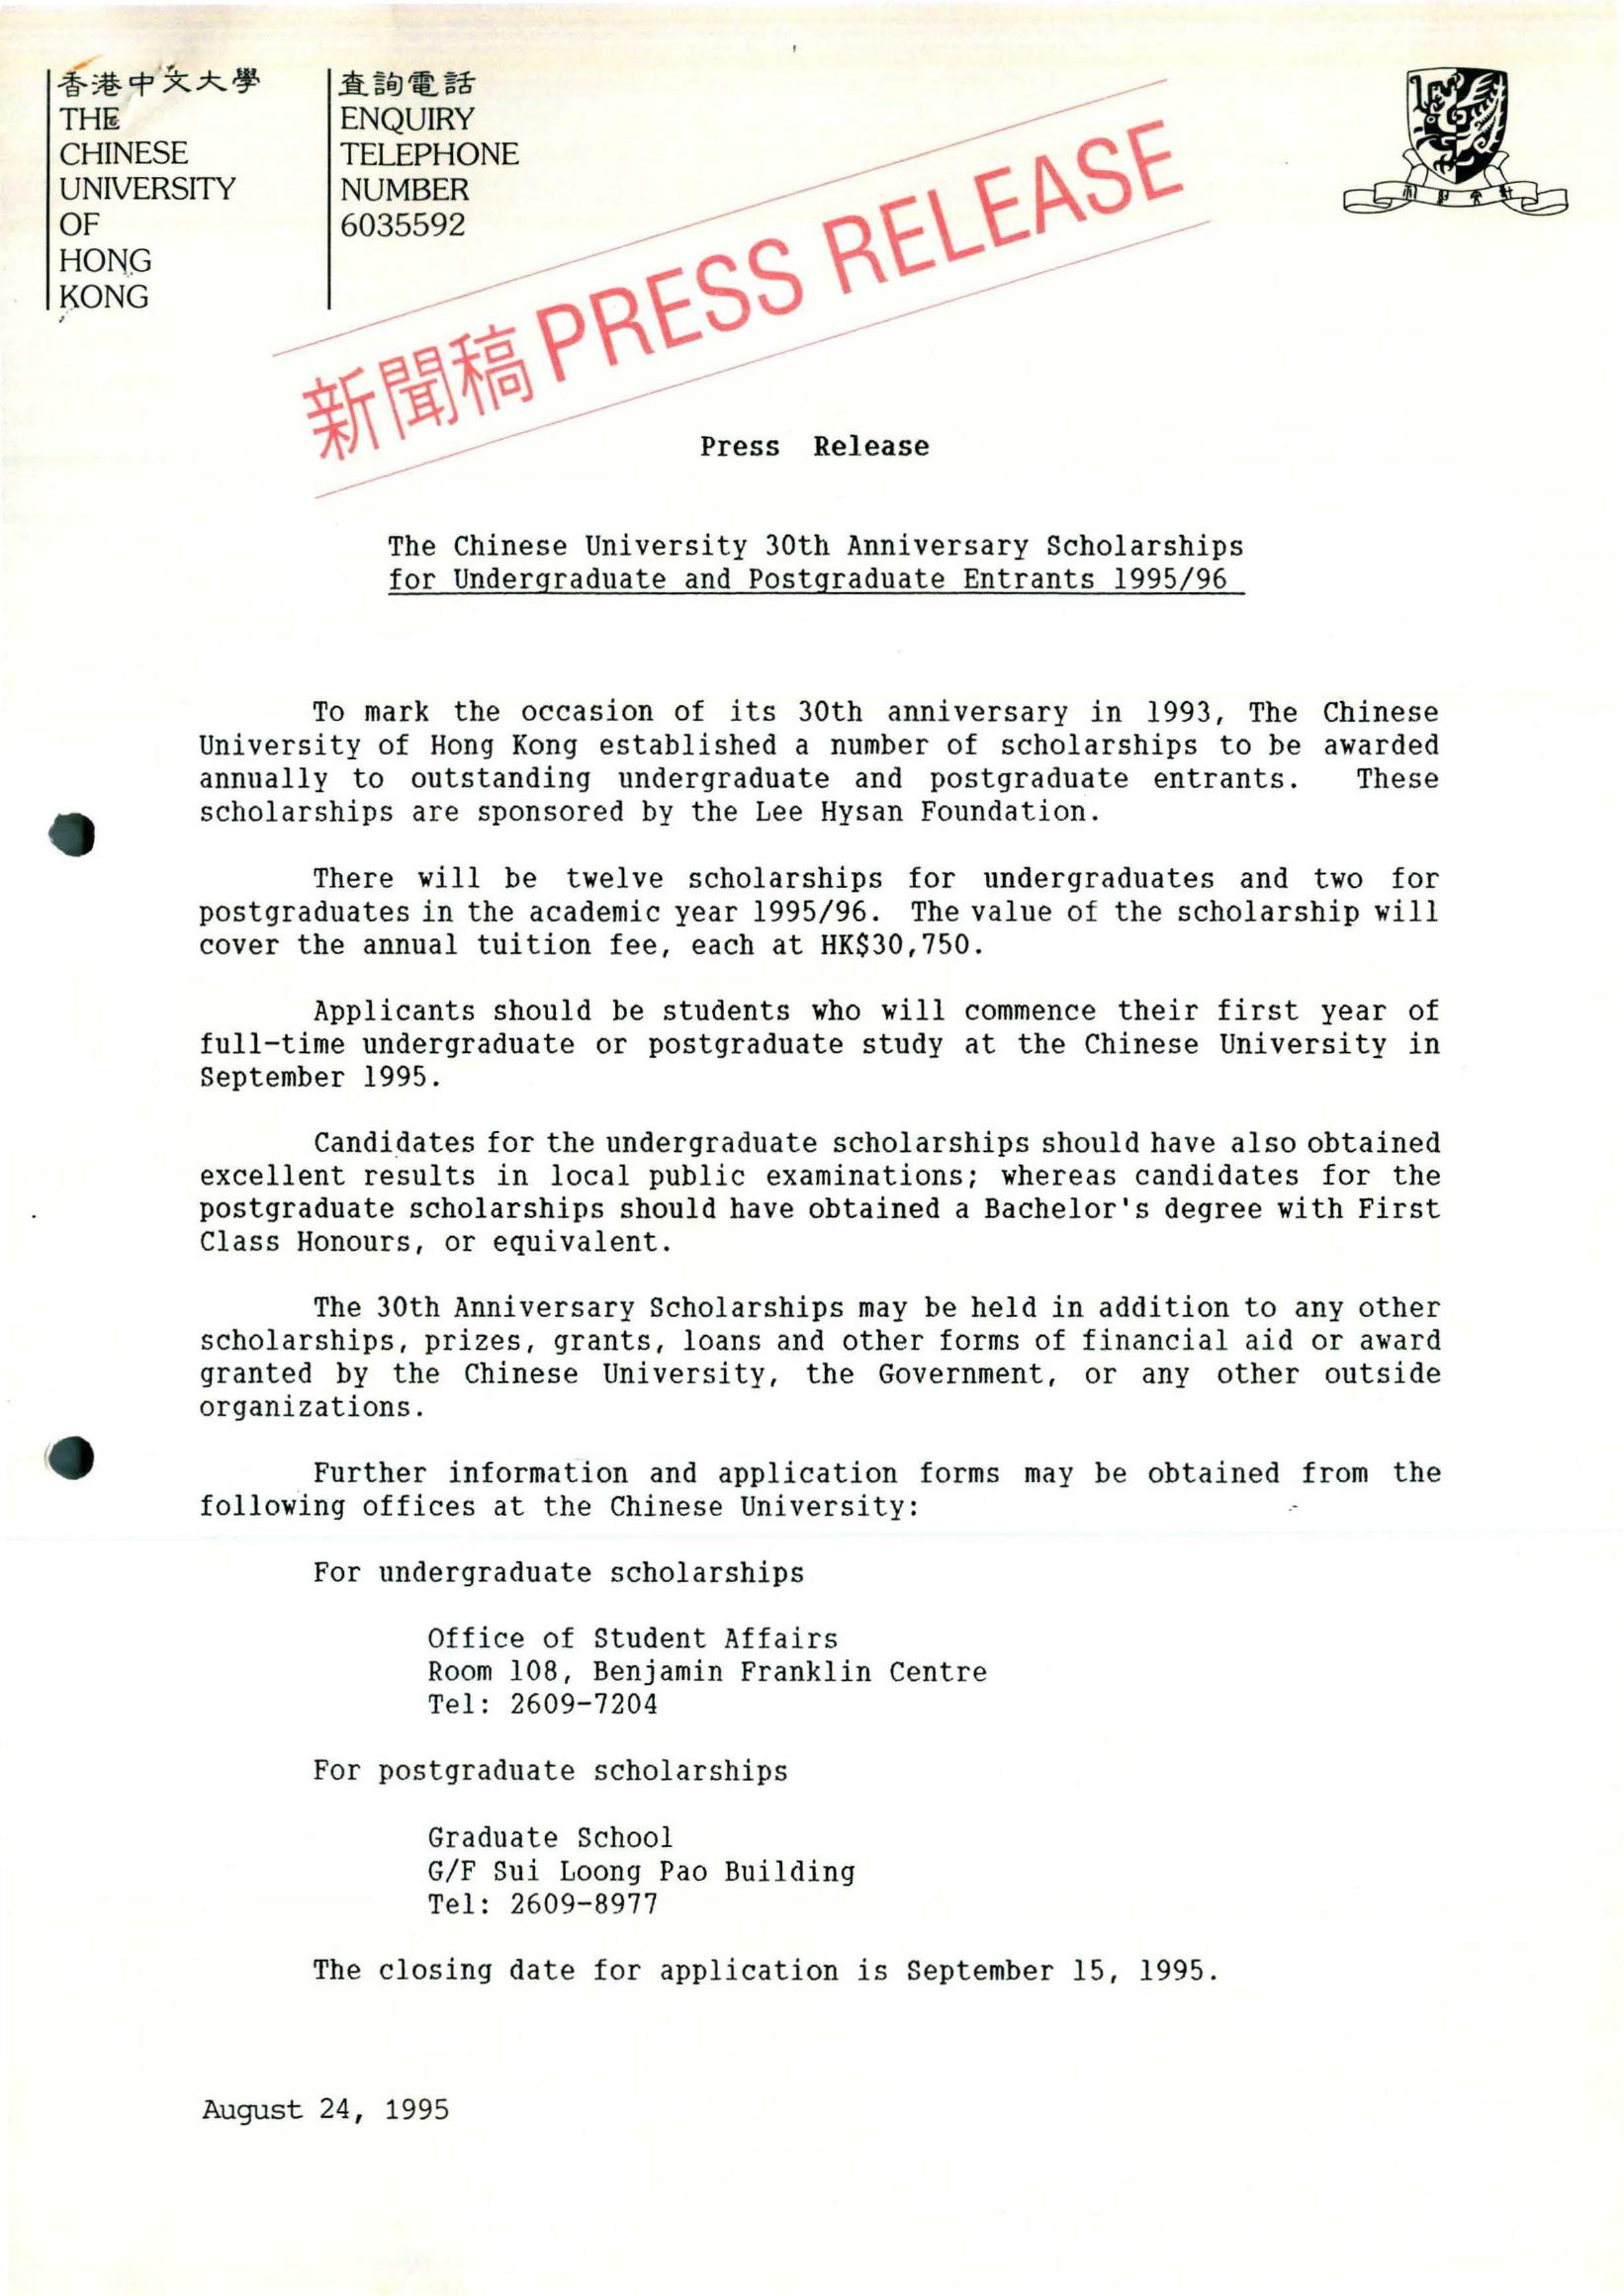 香港中文大學
THE
CHINESE
UNIVERSITY
OF
HONG
KONG
查詢電話
ENQUIRY
TELEPHONE
NUMBER
6035592
新聞稿 PRESS RELEASE
Press Release
The Chinese University 30th Anniversary Scholarships
for Undergraduate and Postgraduate Entrants 1995/96
To mark the occasion of its 30th anniversary in 1993, The Chinese
University of Hong Kong established a number of scholarships to be awarded
annually to outstanding undergraduate and postgraduate entrants. These
scholarships are sponsored by the Lee Hysan Foundation.
There will be twelve scholarships for undergraduates and two for
postgraduates in the academic year 1995/96. The value of the scholarship will
cover the annual tuition fee, each at HK$30,750.
Applicants should be students who will commence their first year of
full-time undergraduate or postgraduate study at the Chinese University in
September 1995.
Candidates for the undergraduate scholarships should have also obtained
excellent results in local public examinations; whereas candidates for the
postgraduate scholarships should have obtained a Bachelor's degree with First
Class Honours, or equivalent.
The 30th Anniversary Scholarships may be held in addition to any other
scholarships, prizes, grants, loans and other forms of financial aid or award
granted by the Chinese University, the Government, or any other outside
organizations.
Further information and application forms may be obtained from the
following offices at the Chinese University:
For undergraduate scholarships
Office of Student Affairs
Room 108, Benjamin Franklin Centre
Tel: 2609-7204
For postgraduate scholarships
Graduate School
G/F Sui Loong Pao Building
Tel: 2609-8977
The closing date for application is September 15, 1995.
August 24, 1995